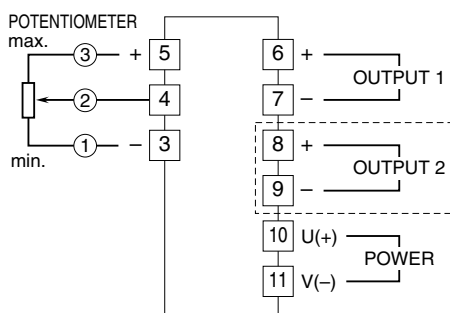 POTENTIOMETER
max.
3 + 5
2 4
1 – 3
min.
6 +
OUTPUT 1
7 –
8 +
OUTPUT 2
9 –
10 U(+)
POWER
11 V(–)